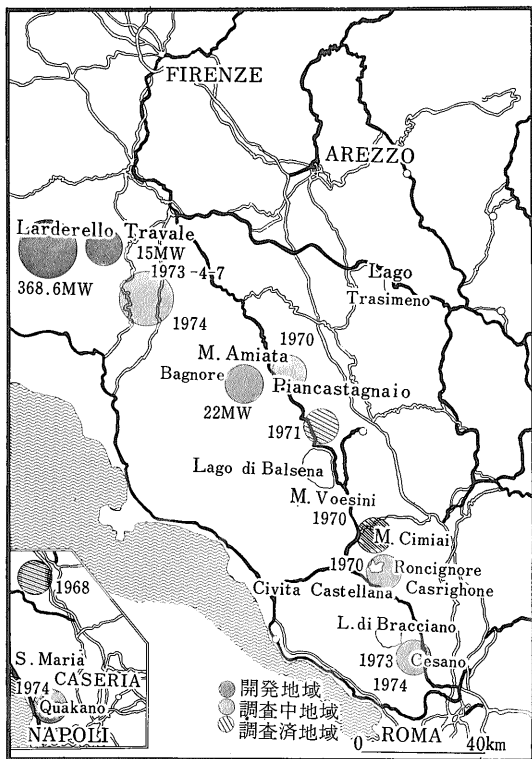 FIRENZE
AREZZO
Larderello Travale
15MW
1973-4-7
368.6MW
1974
Lago
Trasimeno
1970
M. Amiata
Bagnore
Piancastagnaio
22MW
1971
Lago di Balsena
M. Voesini
1970
M. Cimiai
1970
Roncignore
Civita Castellana
Casrighone
L. di Bracciano
1973
Cesano
1974
1968
S. Maria
CASERIA
1974
Quakano
NAPOLI
開発地域
調査中地域
調査済地域
ROMA
0 40km